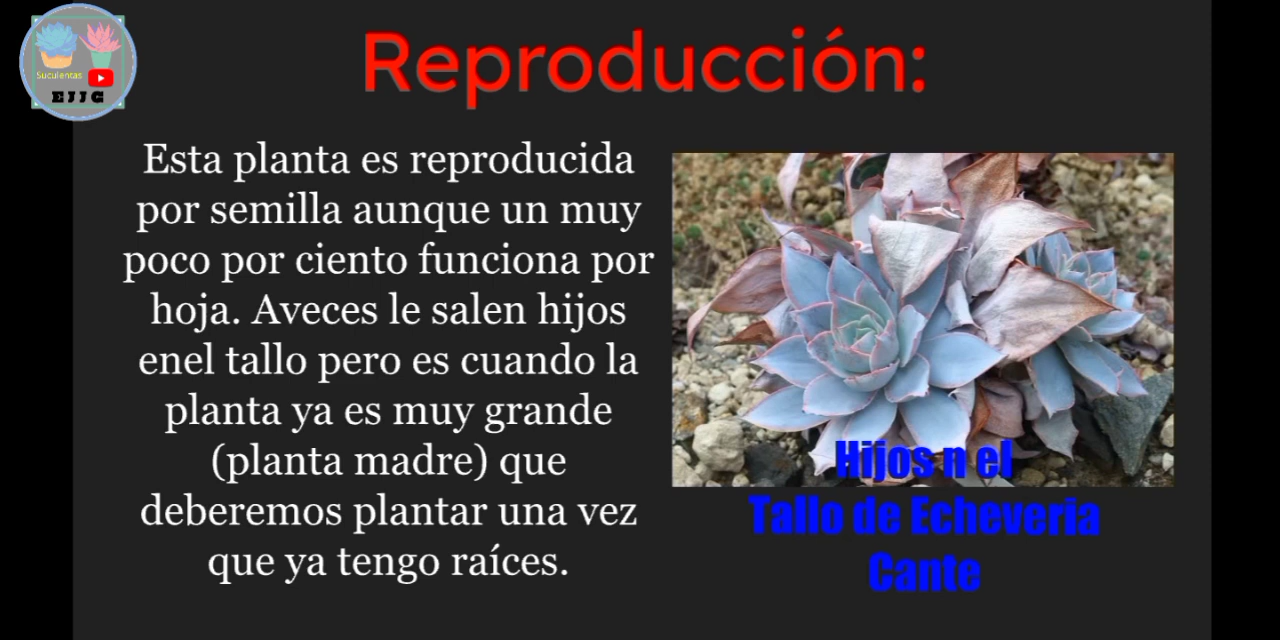 Suculentas
EJJG
Reproducción:
Esta planta es reproducida
por semilla aunque un muy
poco por ciento funciona por
hoja. Aveces le salen hijos
enel tallo pero es cuando la
planta ya es muy grande
(planta madre) que
deberemos plantar una vez
que ya tengo raíces.
Hijos n el
Tallo de Echeveria
Cante